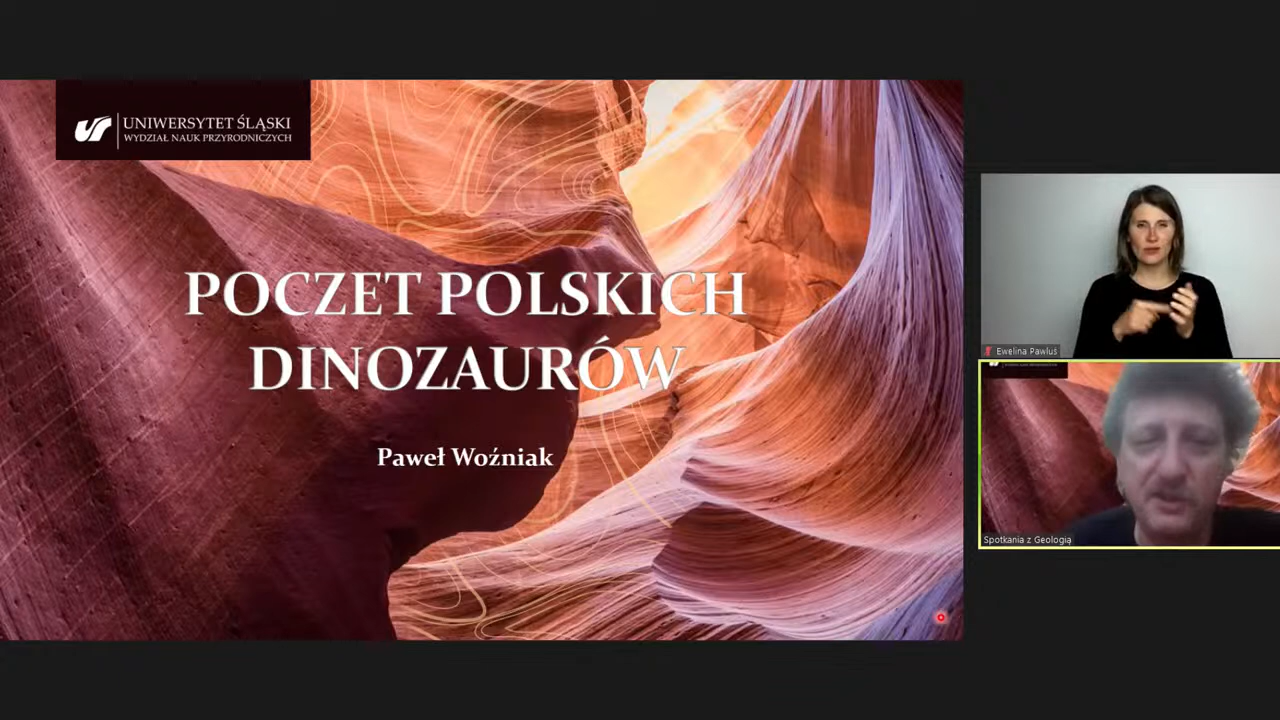 UNIWERSYTET ŚLĄSKI
WYDZIAŁ NAUK PRZYRODNICZYCH
POCZET POLSKICH
DINOZAURÓW
Paweł Woźniak
Ewelina Pawluś
Spotkania z Geologią